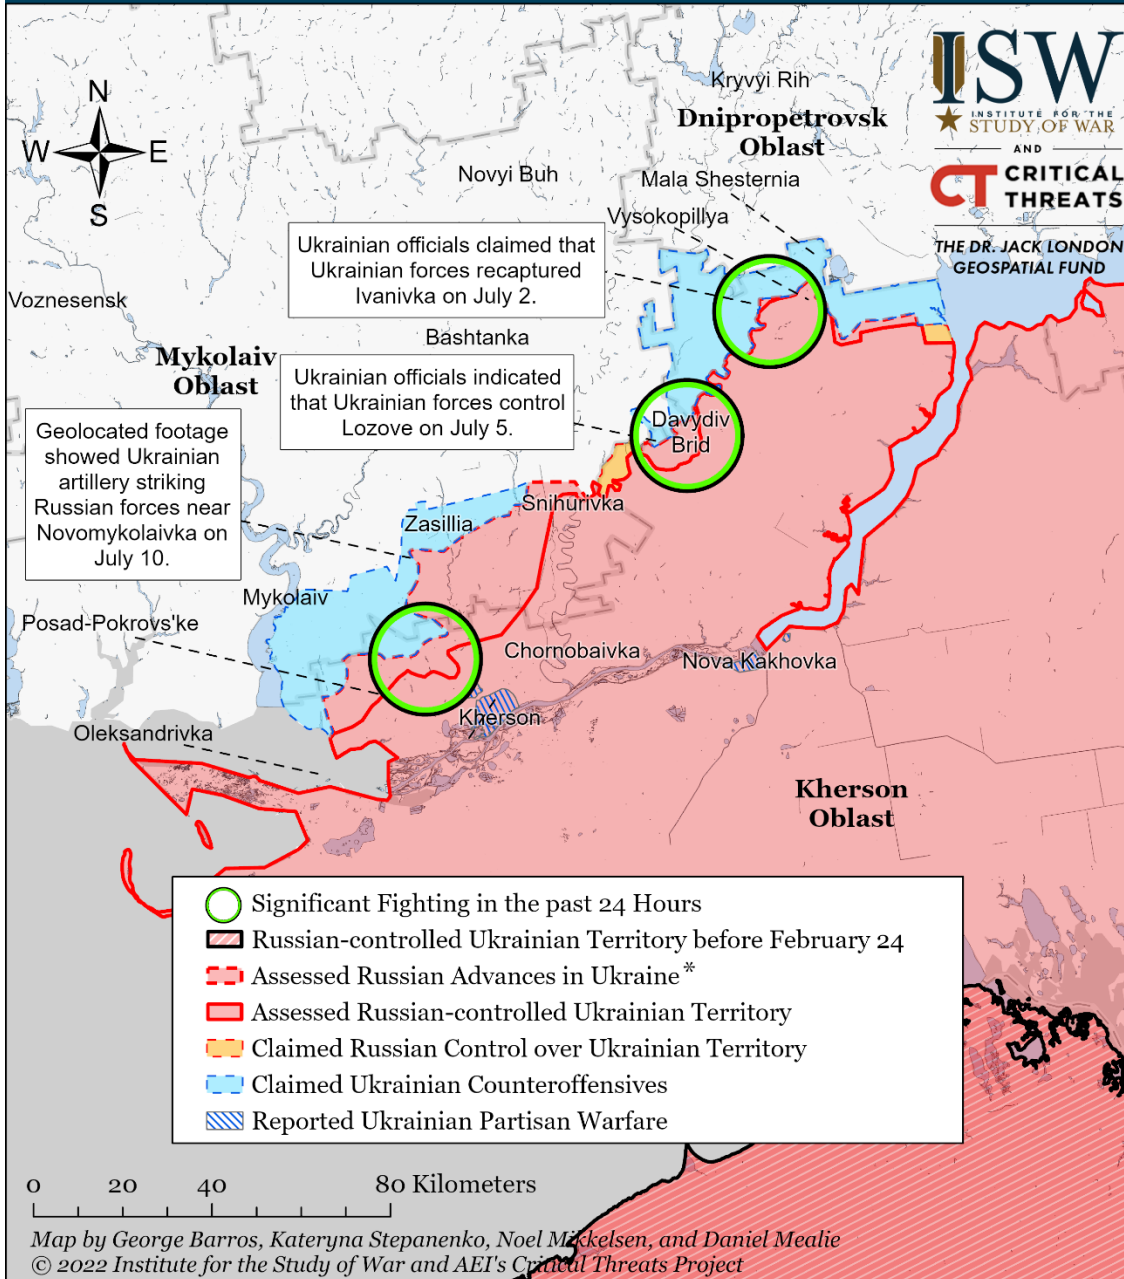 N
W
E
S
ISW
INSTITUTE FOR THE
STUDY OF WAR
AND
CT CRITICAL
THREATS
THE DR. JACK LONDON
GEOSPATIAL FUND
Kryvyi Rih
Dnipropetrovsk
Oblast
Novyi Buh
Mala Shesternia
Vysokopillya
Ukrainian officials claimed that
Ukrainian forces recaptured
Ivanivka on July 2.
Voznesensk
Bashtanka
Mykolaiv
Oblast
Ukrainian officials indicated
that Ukrainian forces control
Lozove on July 5.
Davydiv
Brid
Geolocated footage
showed Ukrainian
artillery striking
Russian forces near
Novomykolaivka on
July 10.
Snihurivka
Zasillia
Mykolaiv
Posad-Pokrovs'ke
Chornobaivka
Nova Kakhovka
Kherson
Oleksandrivka
Kherson
Oblast
Significant Fighting in the past 24 Hours
Russian-controlled Ukrainian Territory before February 24
Assessed Russian Advances in Ukraine*
Assessed Russian-controlled Ukrainian Territory
Claimed Russian Control over Ukrainian Territory
Claimed Ukrainian Counteroffensives
Reported Ukrainian Partisan Warfare
0 20 40 80 Kilometers
Map by George Barros, Kateryna Stepanenko, Noel Mikkelsen, and Daniel Mealie
© 2022 Institute for the Study of War and AEI's Critical Threats Project